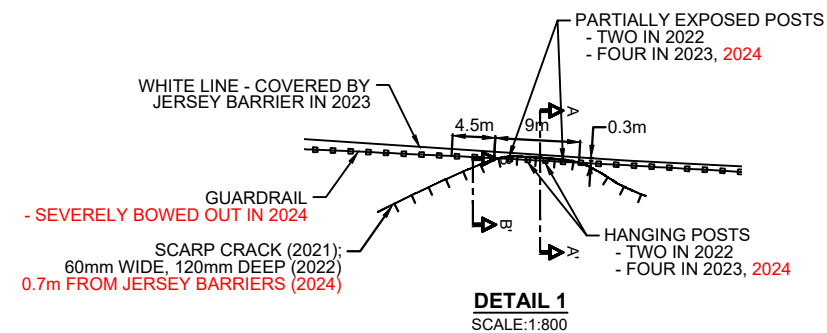 PARTIALLY EXPOSED POSTS
- TWO IN 2022
- FOUR IN 2023, 2024
WHITE LINE - COVERED BY
JERSEY BARRIER IN 2023
A
4.5m
9m
0.3m
B
GUARDRAIL
- SEVERELY BOWED OUT IN 2024
B'
A'
SCARP CRACK (2021);
60mm WIDE, 120mm DEEP (2022)
0.7m FROM JERSEY BARRIERS (2024)
HANGING POSTS
- TWO IN 2022
- FOUR IN 2023, 2024
DETAIL 1
SCALE:1:800